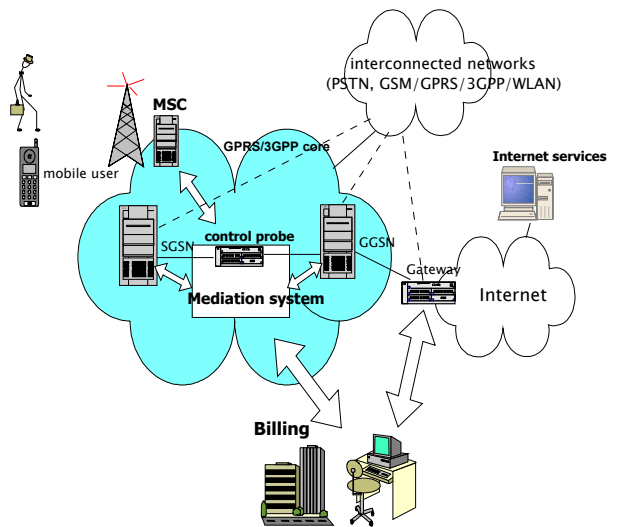 interconnected networks
(PSTN, GSM/GPRS/3GPP/WLAN)
MSC
GPRS/3GPP core
Internet services
mobile user
control probe
SGSN
GGSN
Gateway
Mediation system
Internet
Billing